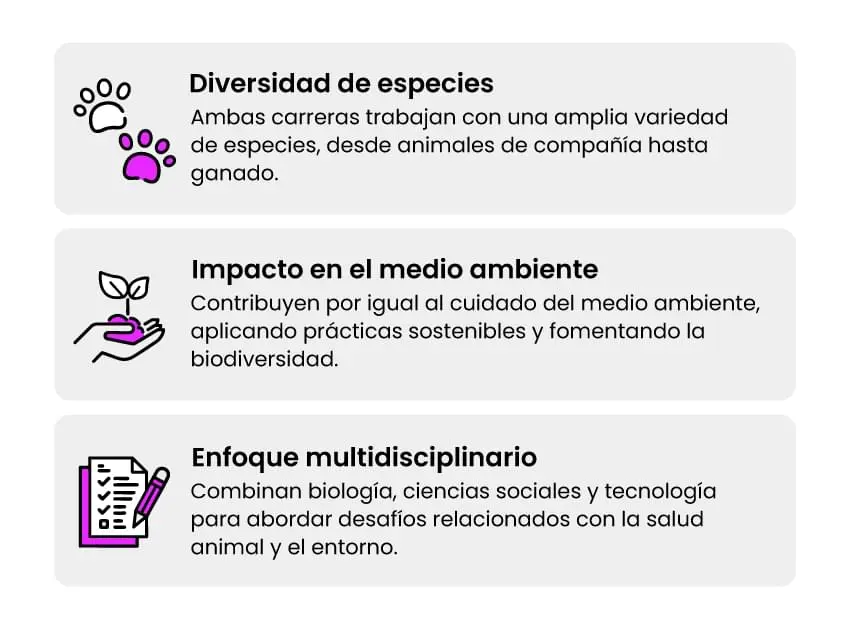 Diversidad de especies
Ambas carreras trabajan con una amplia variedad
de especies, desde animales de compañía hasta
ganado.
Impacto en el medio ambiente
Contribuyen por igual al cuidado del medio ambiente,
aplicando prácticas sostenibles y fomentando la
biodiversidad.
Enfoque multidisciplinario
Combinan biología, ciencias sociales y tecnología
para abordar desafíos relacionados con la salud
animal y el entorno.